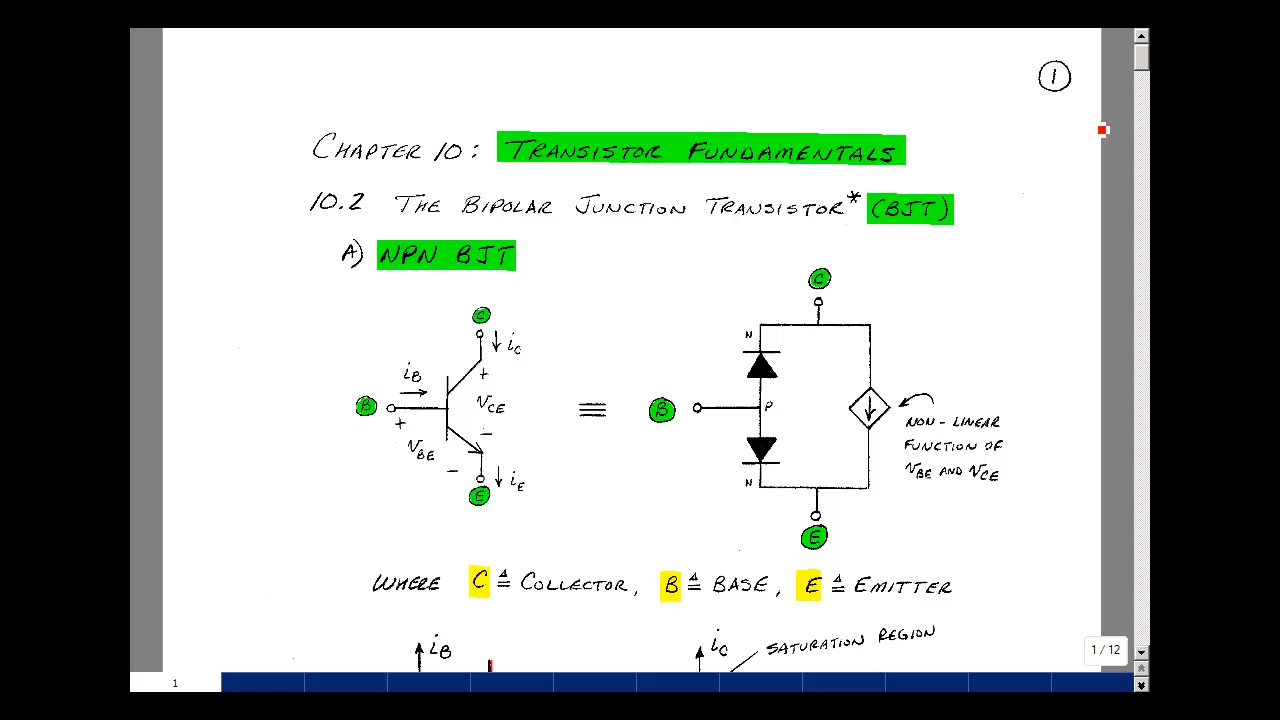 1
CHAPTER 10: TRANSISTOR FUNDAMENTALS
10.2 THE BIPOLAR JUNCTION TRANSISTOR* (BJT)
A) NPN BJT
C
iC
iB
B
+
+
vCE
-
vBE
-
iE
E
≡
C
N
B
P
N
E
NON-LINEAR
FUNCTION OF
vBE AND vCE
WHERE C ≜ COLLECTOR, B ≜ BASE, E ≜ EMITTER
iB
iC
SATURATION REGION
1 / 12
1